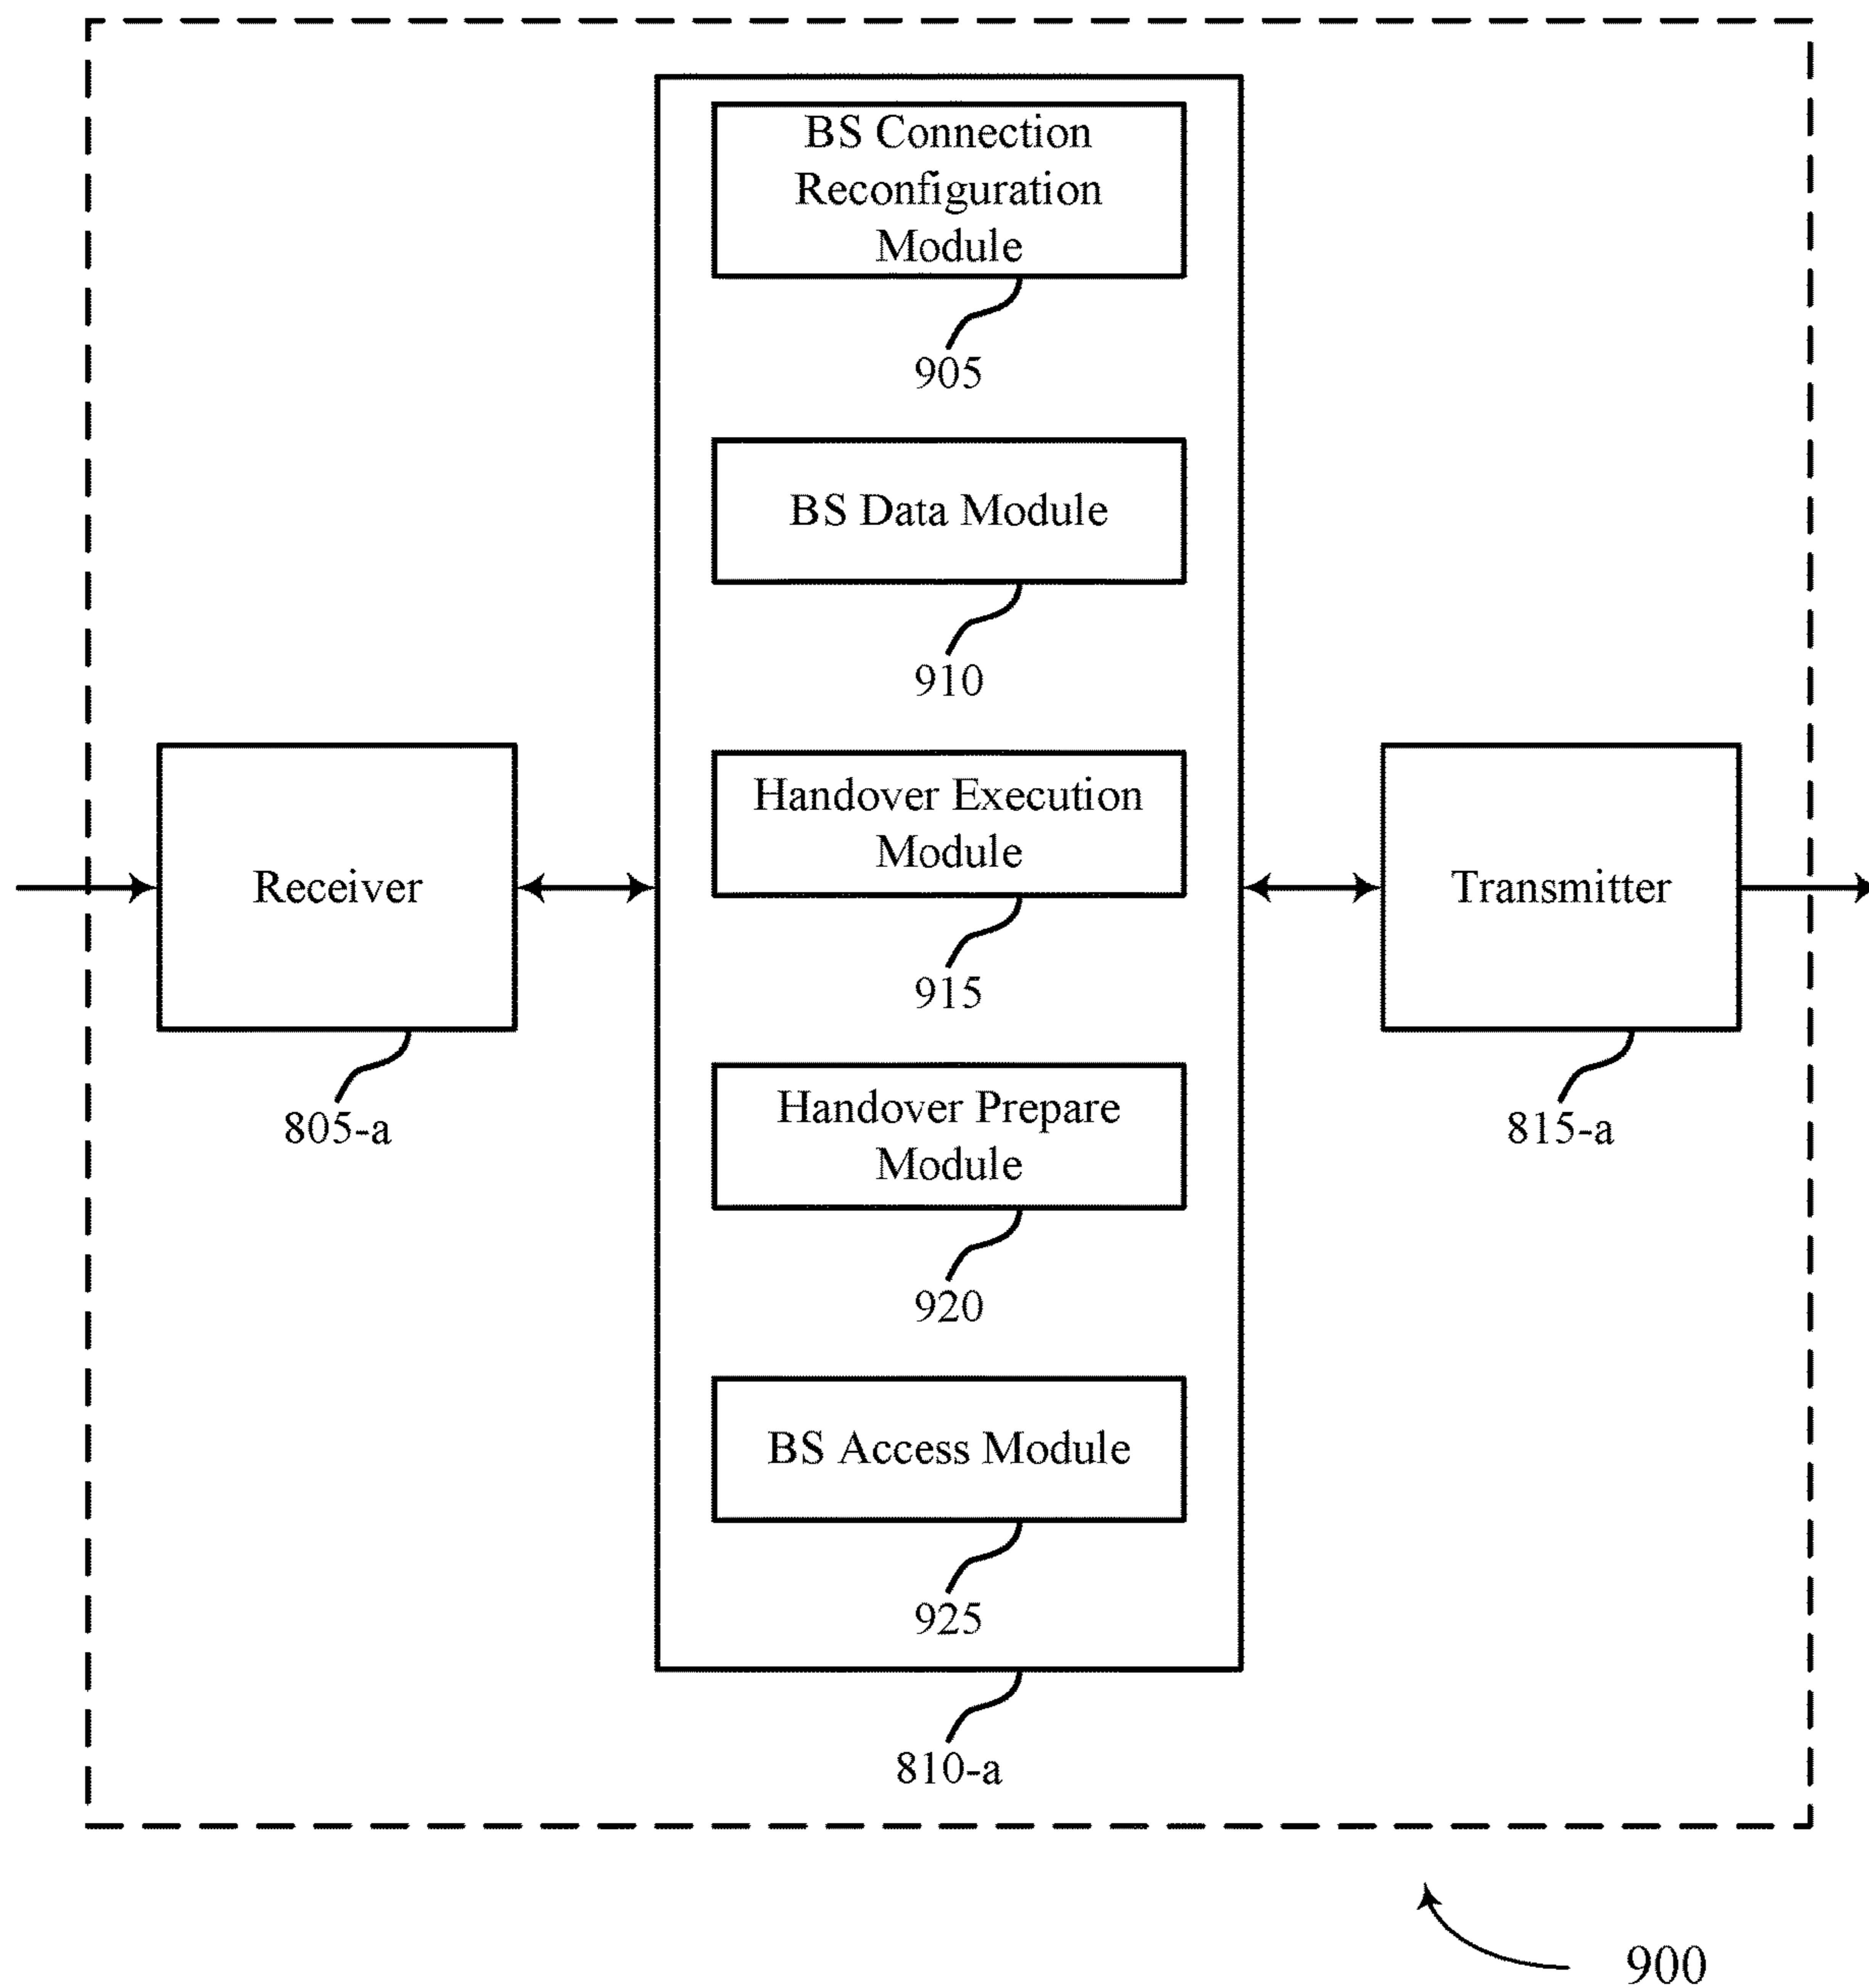 BS Connection
Reconfiguration
Module
905
BS Data Module
910
Handover Execution
Module
915
Receiver
805-a
Transmitter
815-a
Handover Prepare
Module
920
BS Access Module
925
810-a
900